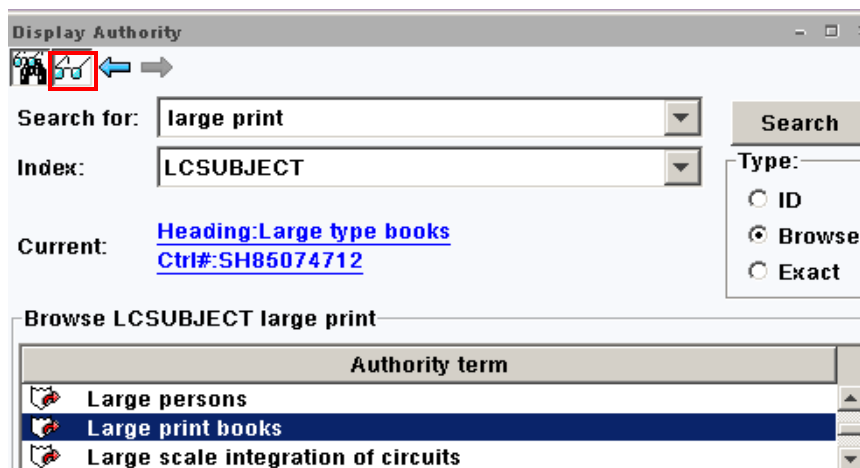 Display Authority
Search for: large print
Search
Index: LCSUBJECT
Type:
ID
Browse
Exact
Current: Heading:Large type books
Ctrl#:SH85074712
Browse LCSUBJECT large print
Authority term
Large persons
Large print books
Large scale integration of circuits